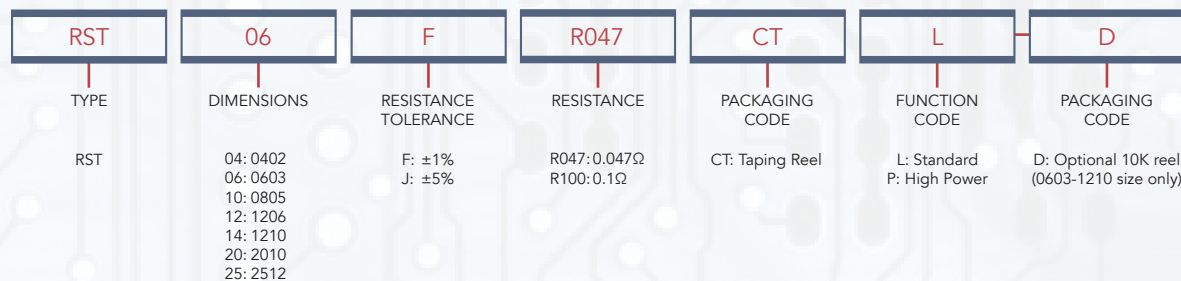 RST 06 F R047 CT L D
TYPE
DIMENSIONS
RESISTANCE
TOLERANCE
RESISTANCE
PACKAGING
CODE
FUNCTION
CODE
PACKAGING
CODE
RST
04: 0402
06: 0603
10: 0805
12: 1206
14: 1210
20: 2010
25: 2512
F: ±1%
J: ±5%
R047: 0.047Ω
R100: 0.1Ω
CT: Taping Reel
L: Standard
P: High Power
D: Optional 10K reel
(0603-1210 size only)